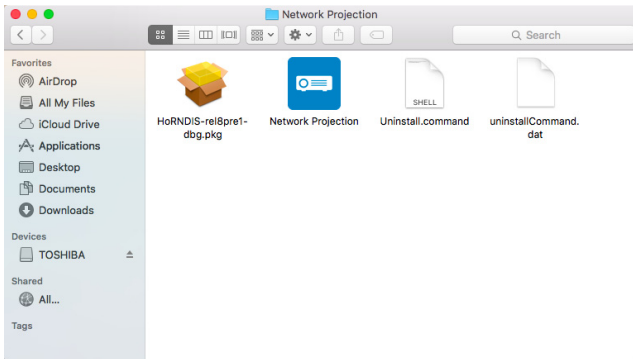 Network Projection
Search
Favorites
AirDrop
All My Files
iCloud Drive
Applications
Desktop
Documents
Downloads
Devices
TOSHIBA
Shared
All...
Tags
HoRNDIS-rel8pre1-
dbg.pkg
Network Projection
SHELL
Uninstall.command
uninstallCommand.
dat